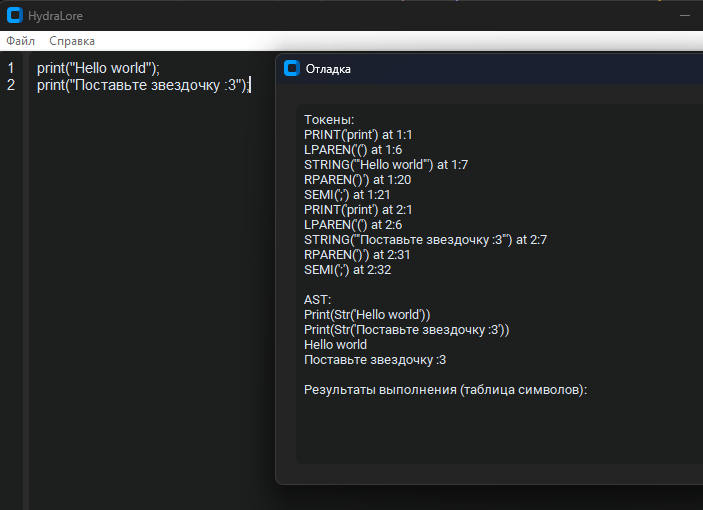 HydraLore
Файл Справка
1 print("Hello world");
2 print("Поставьте звездочку :3");
Отладка
Токены:
PRINT('print') at 1:1
LPAREN('(') at 1:6
STRING('"Hello world"') at 1:7
RPAREN(')') at 1:20
SEMI(';') at 1:21
PRINT('print') at 2:1
LPAREN('(') at 2:6
STRING('"Поставьте звездочку :3"') at 2:7
RPAREN(')') at 2:31
SEMI(';') at 2:32
AST:
Print(Str('Hello world'))
Print(Str('Поставьте звездочку :3'))
Hello world
Поставьте звездочку :3
Результаты выполнения (таблица символов):